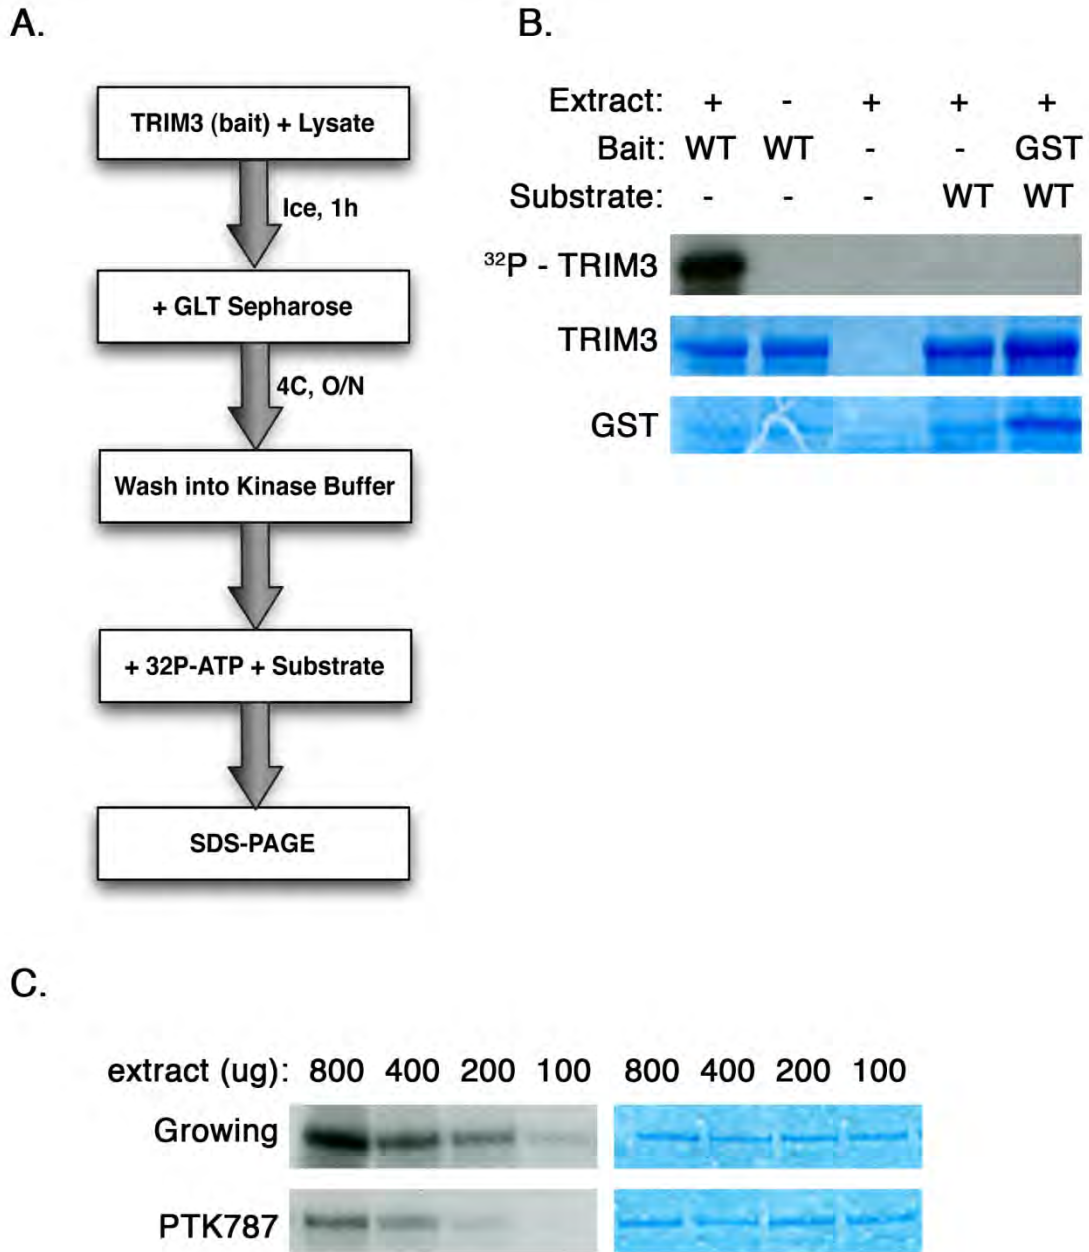 A.
TRIM3 (bait) + Lysate
Ice, 1h
+ GLT Sepharose
4C, O/N
Wash into Kinase Buffer
+ 32P-ATP + Substrate
SDS-PAGE
B.
Extract: + - + + +
Bait: WT WT - - GST
Substrate: - - - WT WT
³²P - TRIM3
TRIM3
GST
C.
extract (ug): 800 400 200 100 800 400 200 100
Growing
PTK787